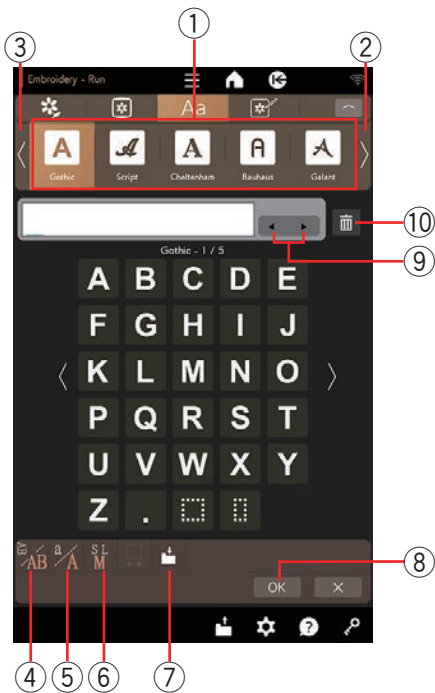 ①
③ ②
Embroidery - Run
Aa
A A A A A
Gothic Script Cheltenham Bauhaus Galant
⑩
⑨
Gothic - 1 / 5
A B C D E
F G H I J
K L M N O
P Q R S T
U V W X Y
Z .
AB a/A S L M
⑧
OK ×
④ ⑤ ⑥ ⑦